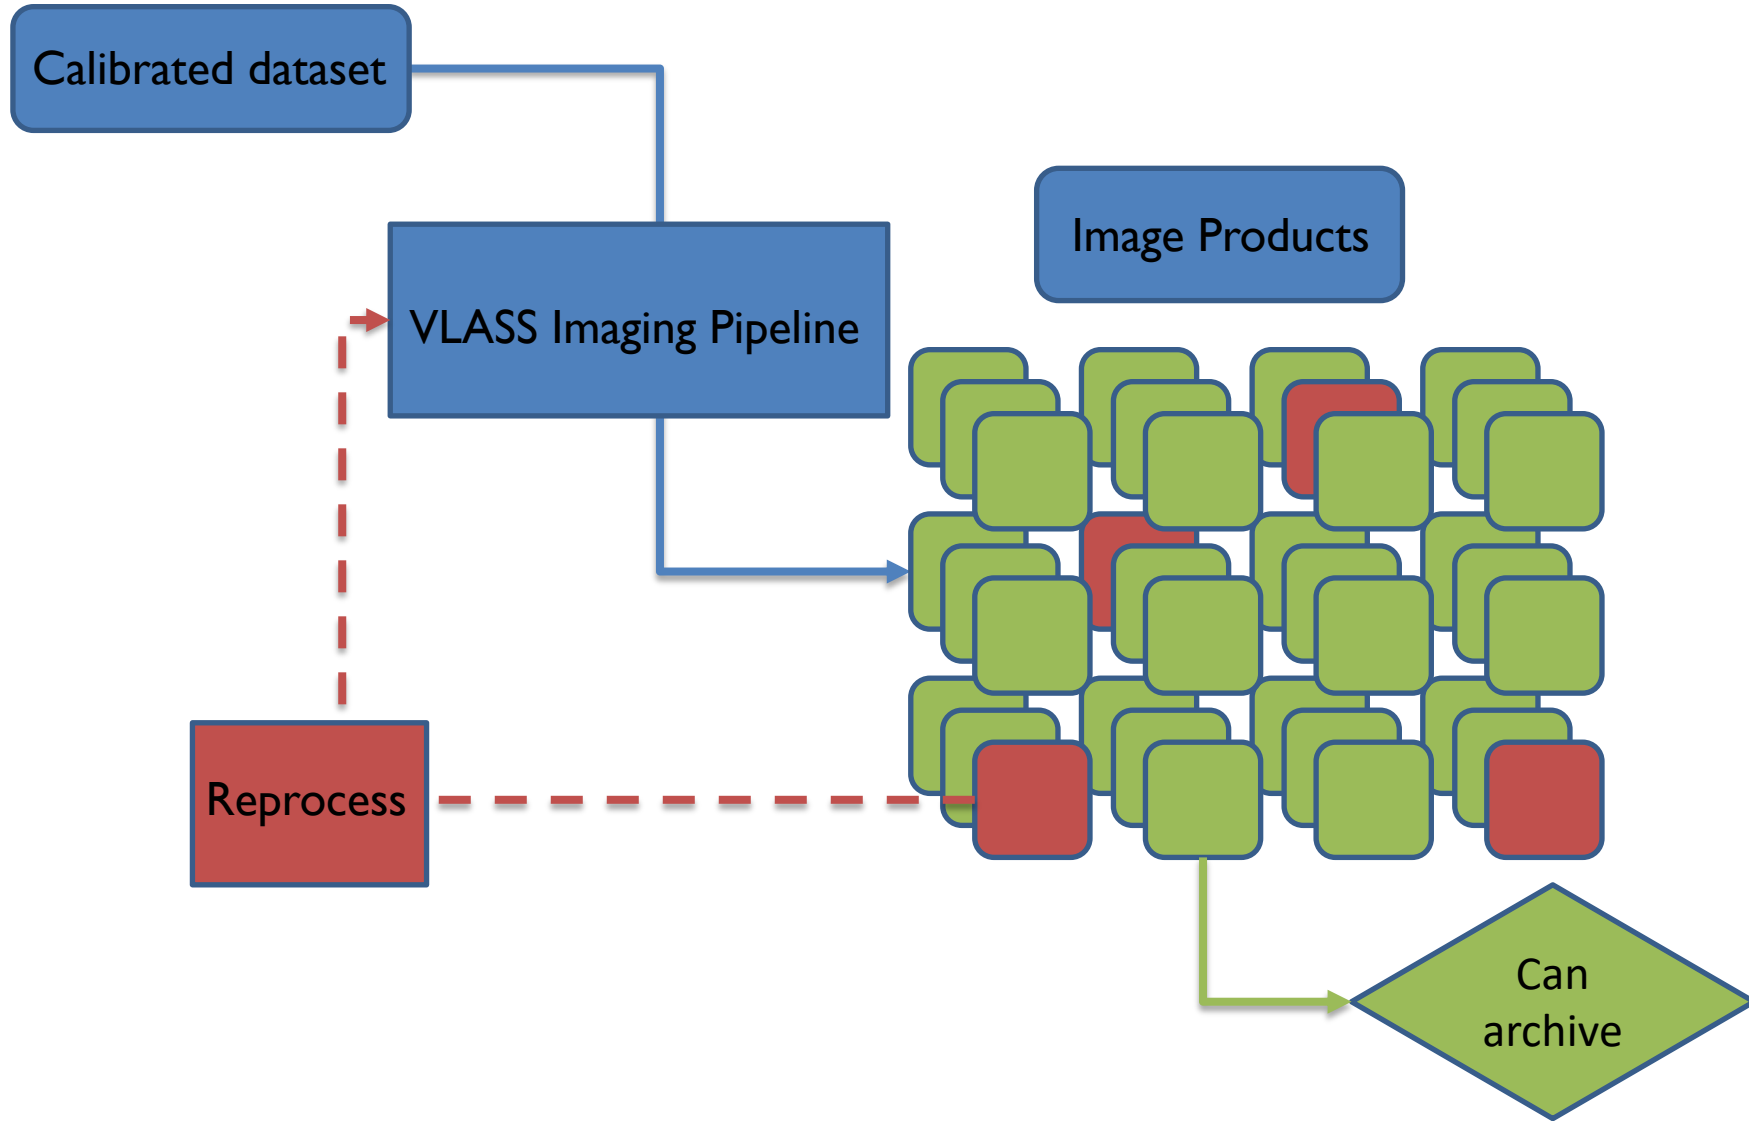 Calibrated dataset
Image Products
VLASS Imaging Pipeline
Reprocess
Can
archive